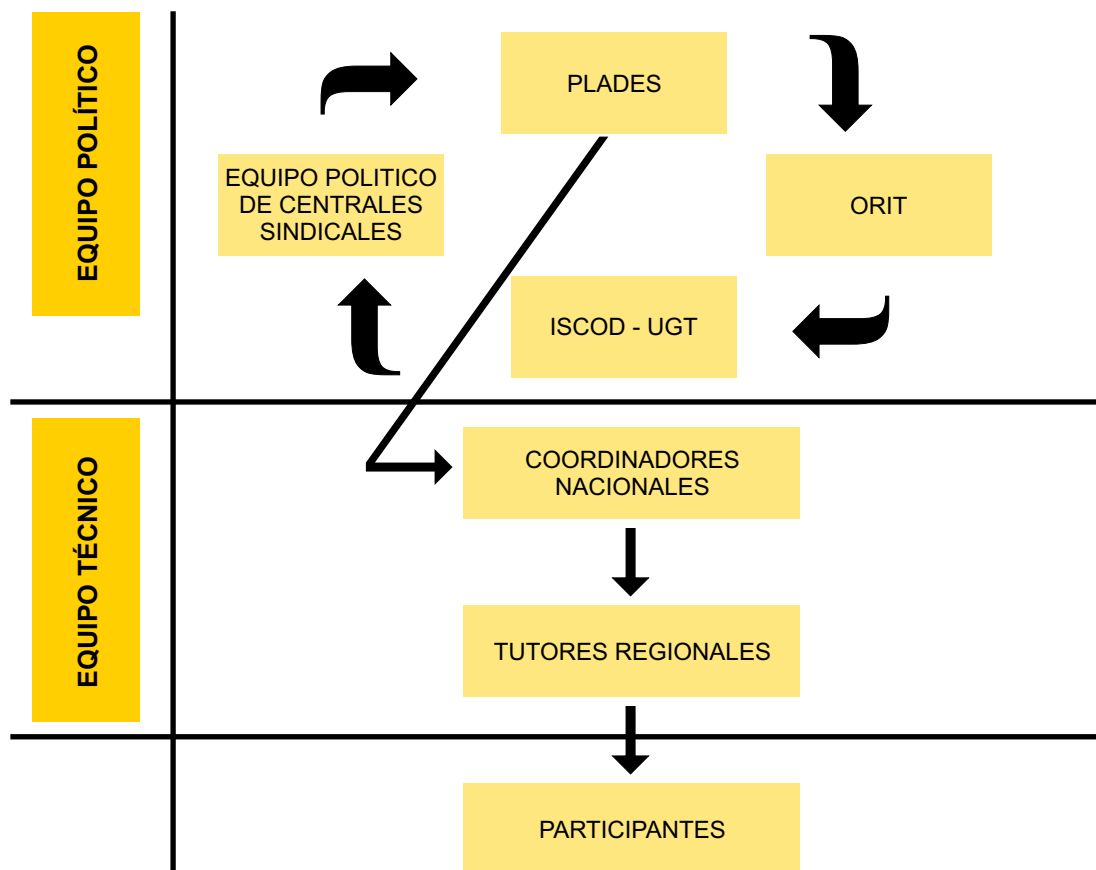 EQUIPO POLÍTICO
PLADES
EQUIPO POLITICO
DE CENTRALES
SINDICALES
ORIT
ISCOD - UGT
EQUIPO TÉCNICO
COORDINADORES
NACIONALES
TUTORES REGIONALES
PARTICIPANTES